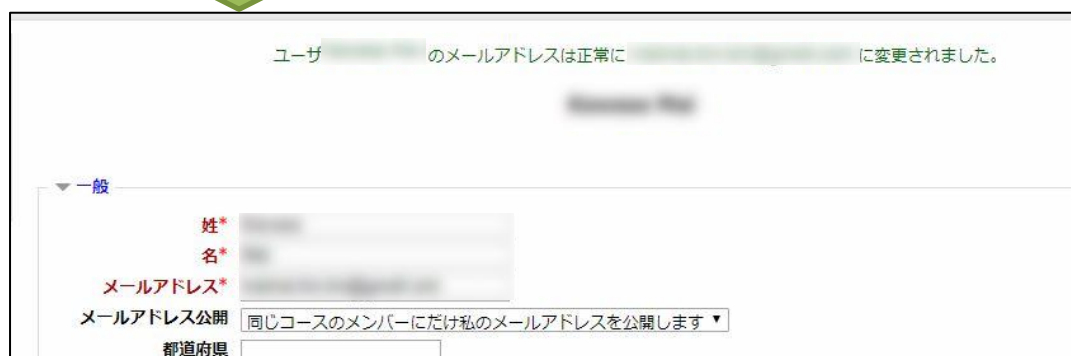 ユーザ のメールアドレスは正常に に変更されました。
一般
姓*
名*
メールアドレス*
メールアドレス公開 同じコースのメンバーにだけ私のメールアドレスを公開します
都道府県